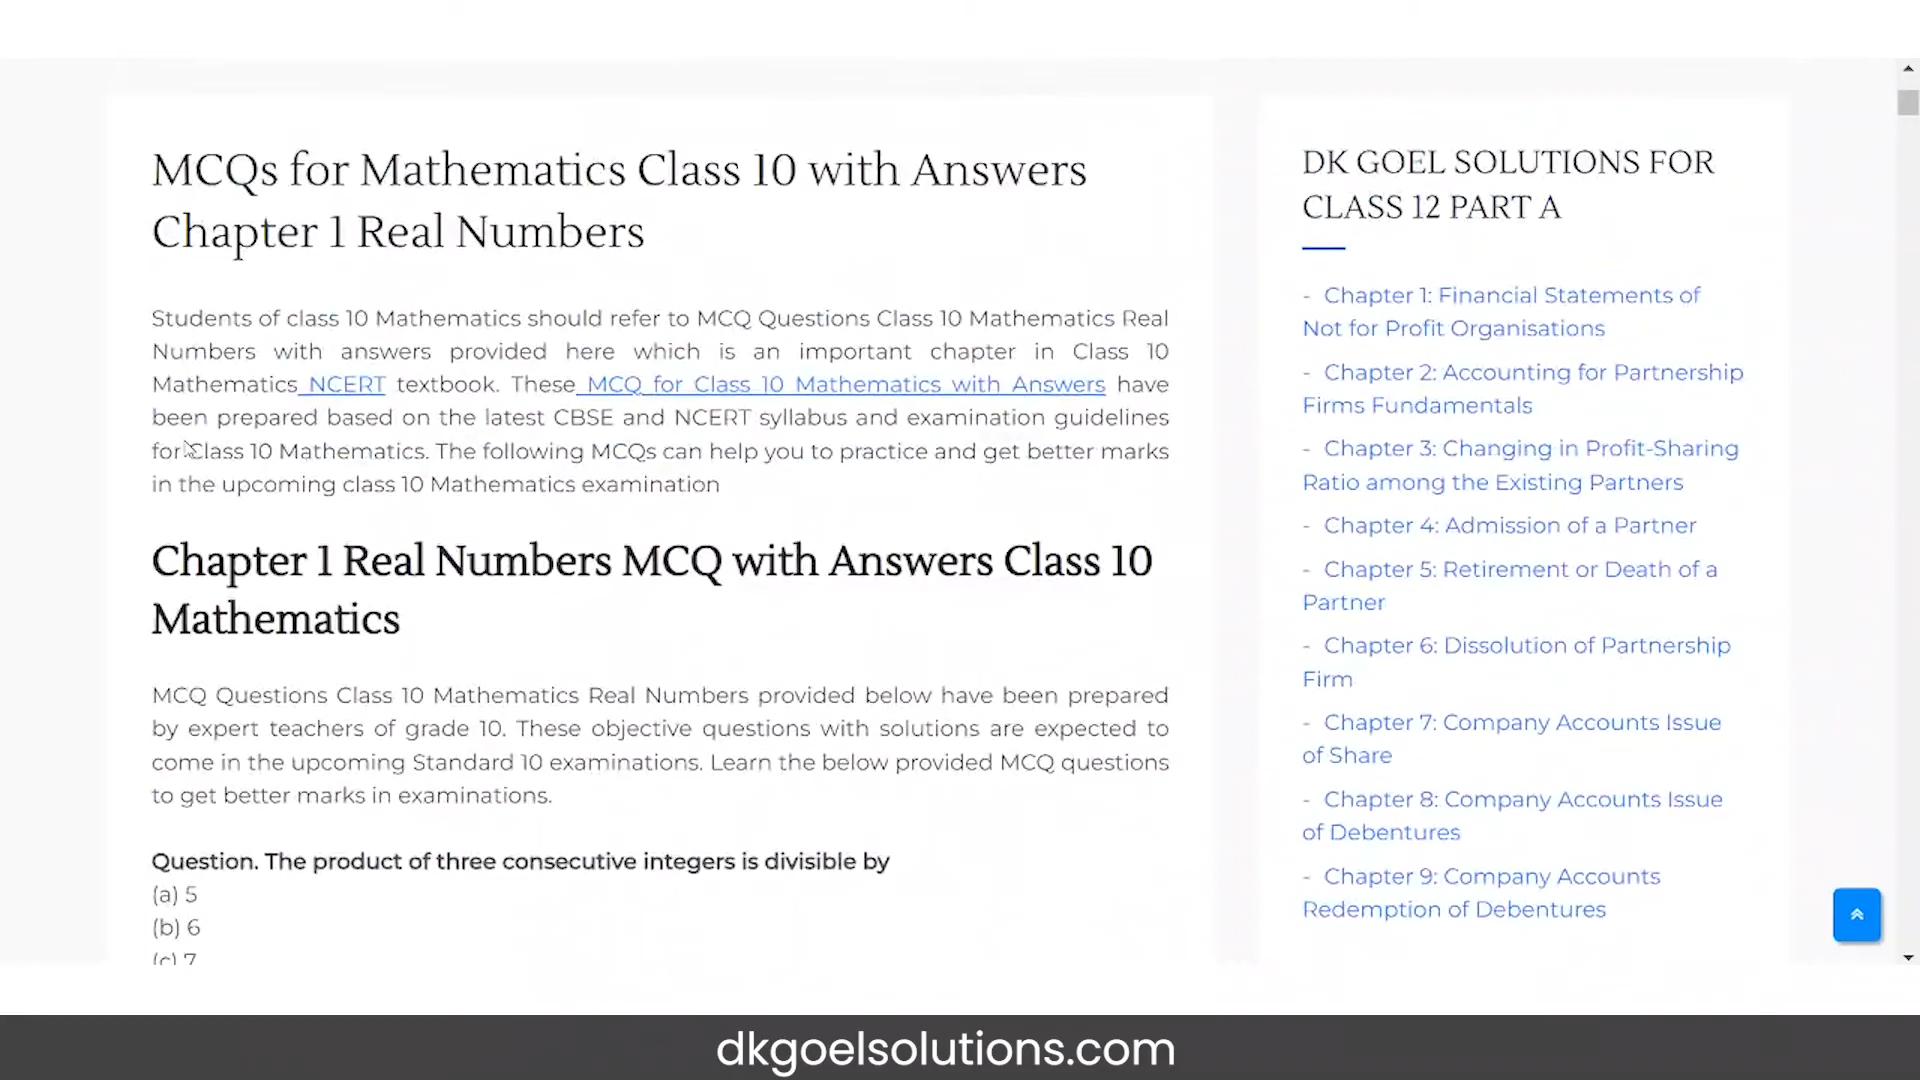 MCQs for Mathematics Class 10 with Answers
Chapter 1 Real Numbers
Students of class 10 Mathematics should refer to MCQ Questions Class 10 Mathematics Real
Numbers with answers provided here which is an important chapter in Class 10
Mathematics NCERT textbook. These MCQ for Class 10 Mathematics with Answers have
been prepared based on the latest CBSE and NCERT syllabus and examination guidelines
for Class 10 Mathematics. The following MCQs can help you to practice and get better marks
in the upcoming class 10 Mathematics examination
Chapter 1 Real Numbers MCQ with Answers Class 10
Mathematics
MCQ Questions Class 10 Mathematics Real Numbers provided below have been prepared
by expert teachers of grade 10. These objective questions with solutions are expected to
come in the upcoming Standard 10 examinations. Learn the below provided MCQ questions
to get better marks in examinations.
Question. The product of three consecutive integers is divisible by
(a) 5
(b) 6
(c) 7
DK GOEL SOLUTIONS FOR
CLASS 12 PART A
- Chapter 1: Financial Statements of
Not for Profit Organisations
- Chapter 2: Accounting for Partnership
Firms Fundamentals
- Chapter 3: Changing in Profit-Sharing
Ratio among the Existing Partners
- Chapter 4: Admission of a Partner
- Chapter 5: Retirement or Death of a
Partner
- Chapter 6: Dissolution of Partnership
Firm
- Chapter 7: Company Accounts Issue
of Share
- Chapter 8: Company Accounts Issue
of Debentures
- Chapter 9: Company Accounts
Redemption of Debentures
dkgoelsolutions.com